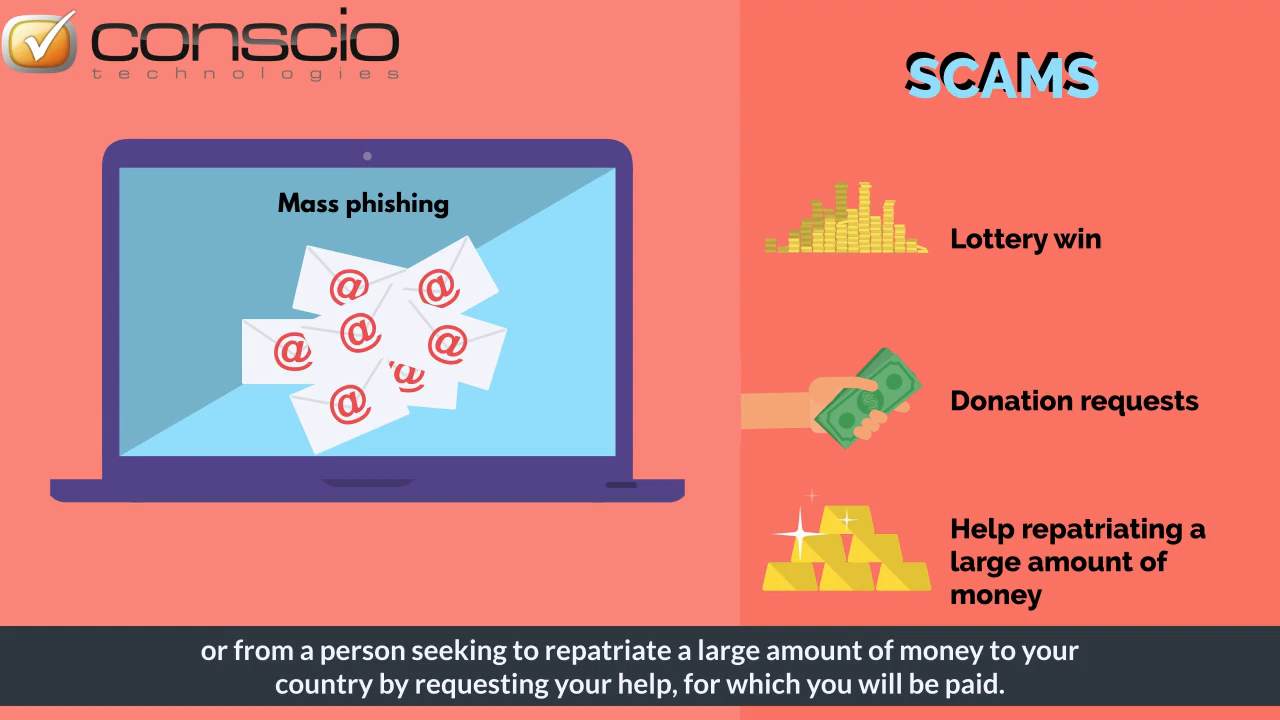 conscio
technologies
SCAMS
Mass phishing
@
@
@
@
@
@
@
Lottery win
Donation requests
Help repatriating a
large amount of
money
or from a person seeking to repatriate a large amount of money to your
country by requesting your help, for which you will be paid.